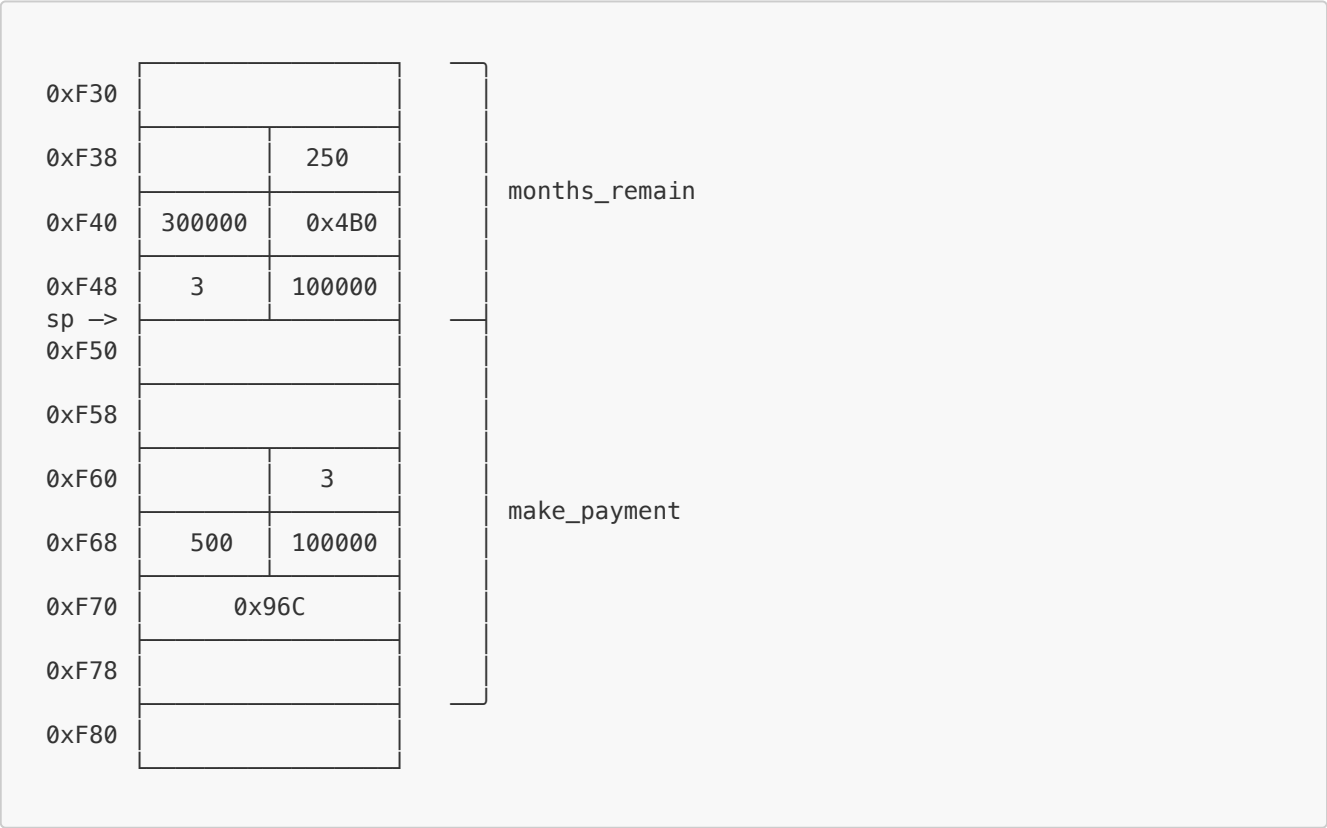 0xF30
0xF38 250
months_remain
0xF40 300000 0x4B0
0xF48 3 100000
sp —>
0xF50
0xF58
0xF60 3
make_payment
0xF68 500 100000
0xF70 0x96C
0xF78
0xF80